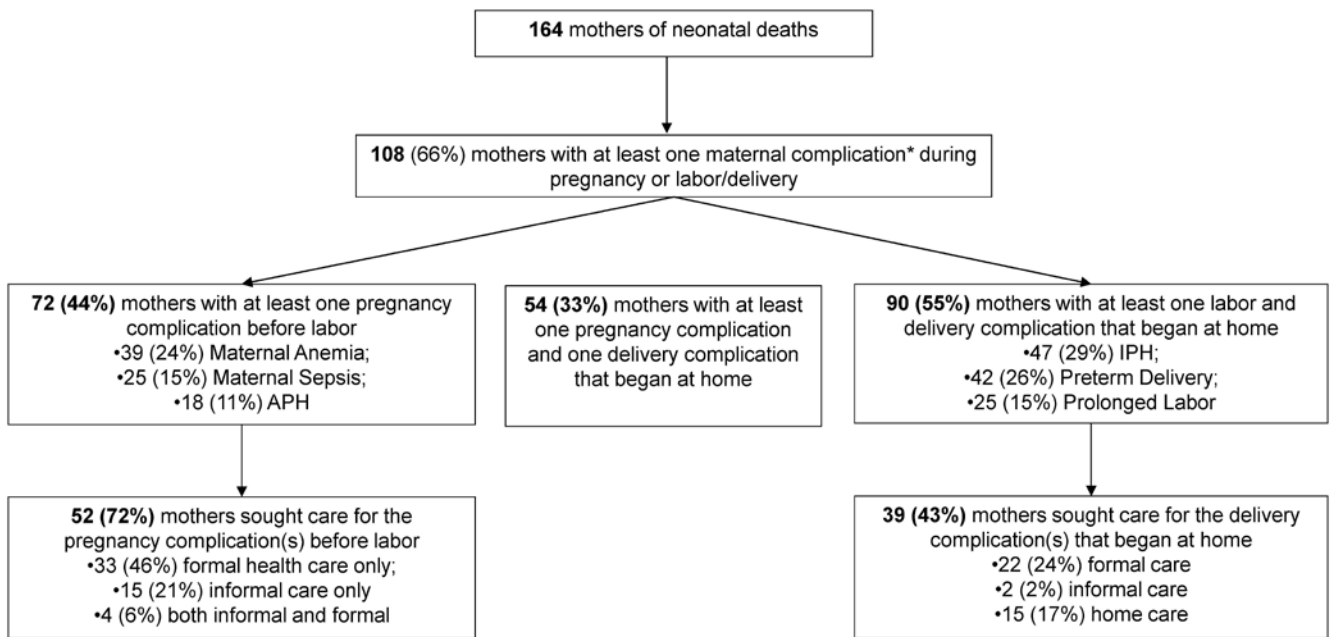 164 mothers of neonatal deaths
108 (66%) mothers with at least one maternal complication* during
pregnancy or labor/delivery
72 (44%) mothers with at least one pregnancy
complication before labor
•39 (24%) Maternal Anemia;
•25 (15%) Maternal Sepsis;
•18 (11%) APH
54 (33%) mothers with at least
one pregnancy complication
and one delivery complication
that began at home
90 (55%) mothers with at least one labor and
delivery complication that began at home
•47 (29%) IPH;
•42 (26%) Preterm Delivery;
•25 (15%) Prolonged Labor
52 (72%) mothers sought care for the
pregnancy complication(s) before labor
•33 (46%) formal health care only;
•15 (21%) informal care only
•4 (6%) both informal and formal
39 (43%) mothers sought care for the delivery
complication(s) that began at home
•22 (24%) formal care
•2 (2%) informal care
•15 (17%) home care